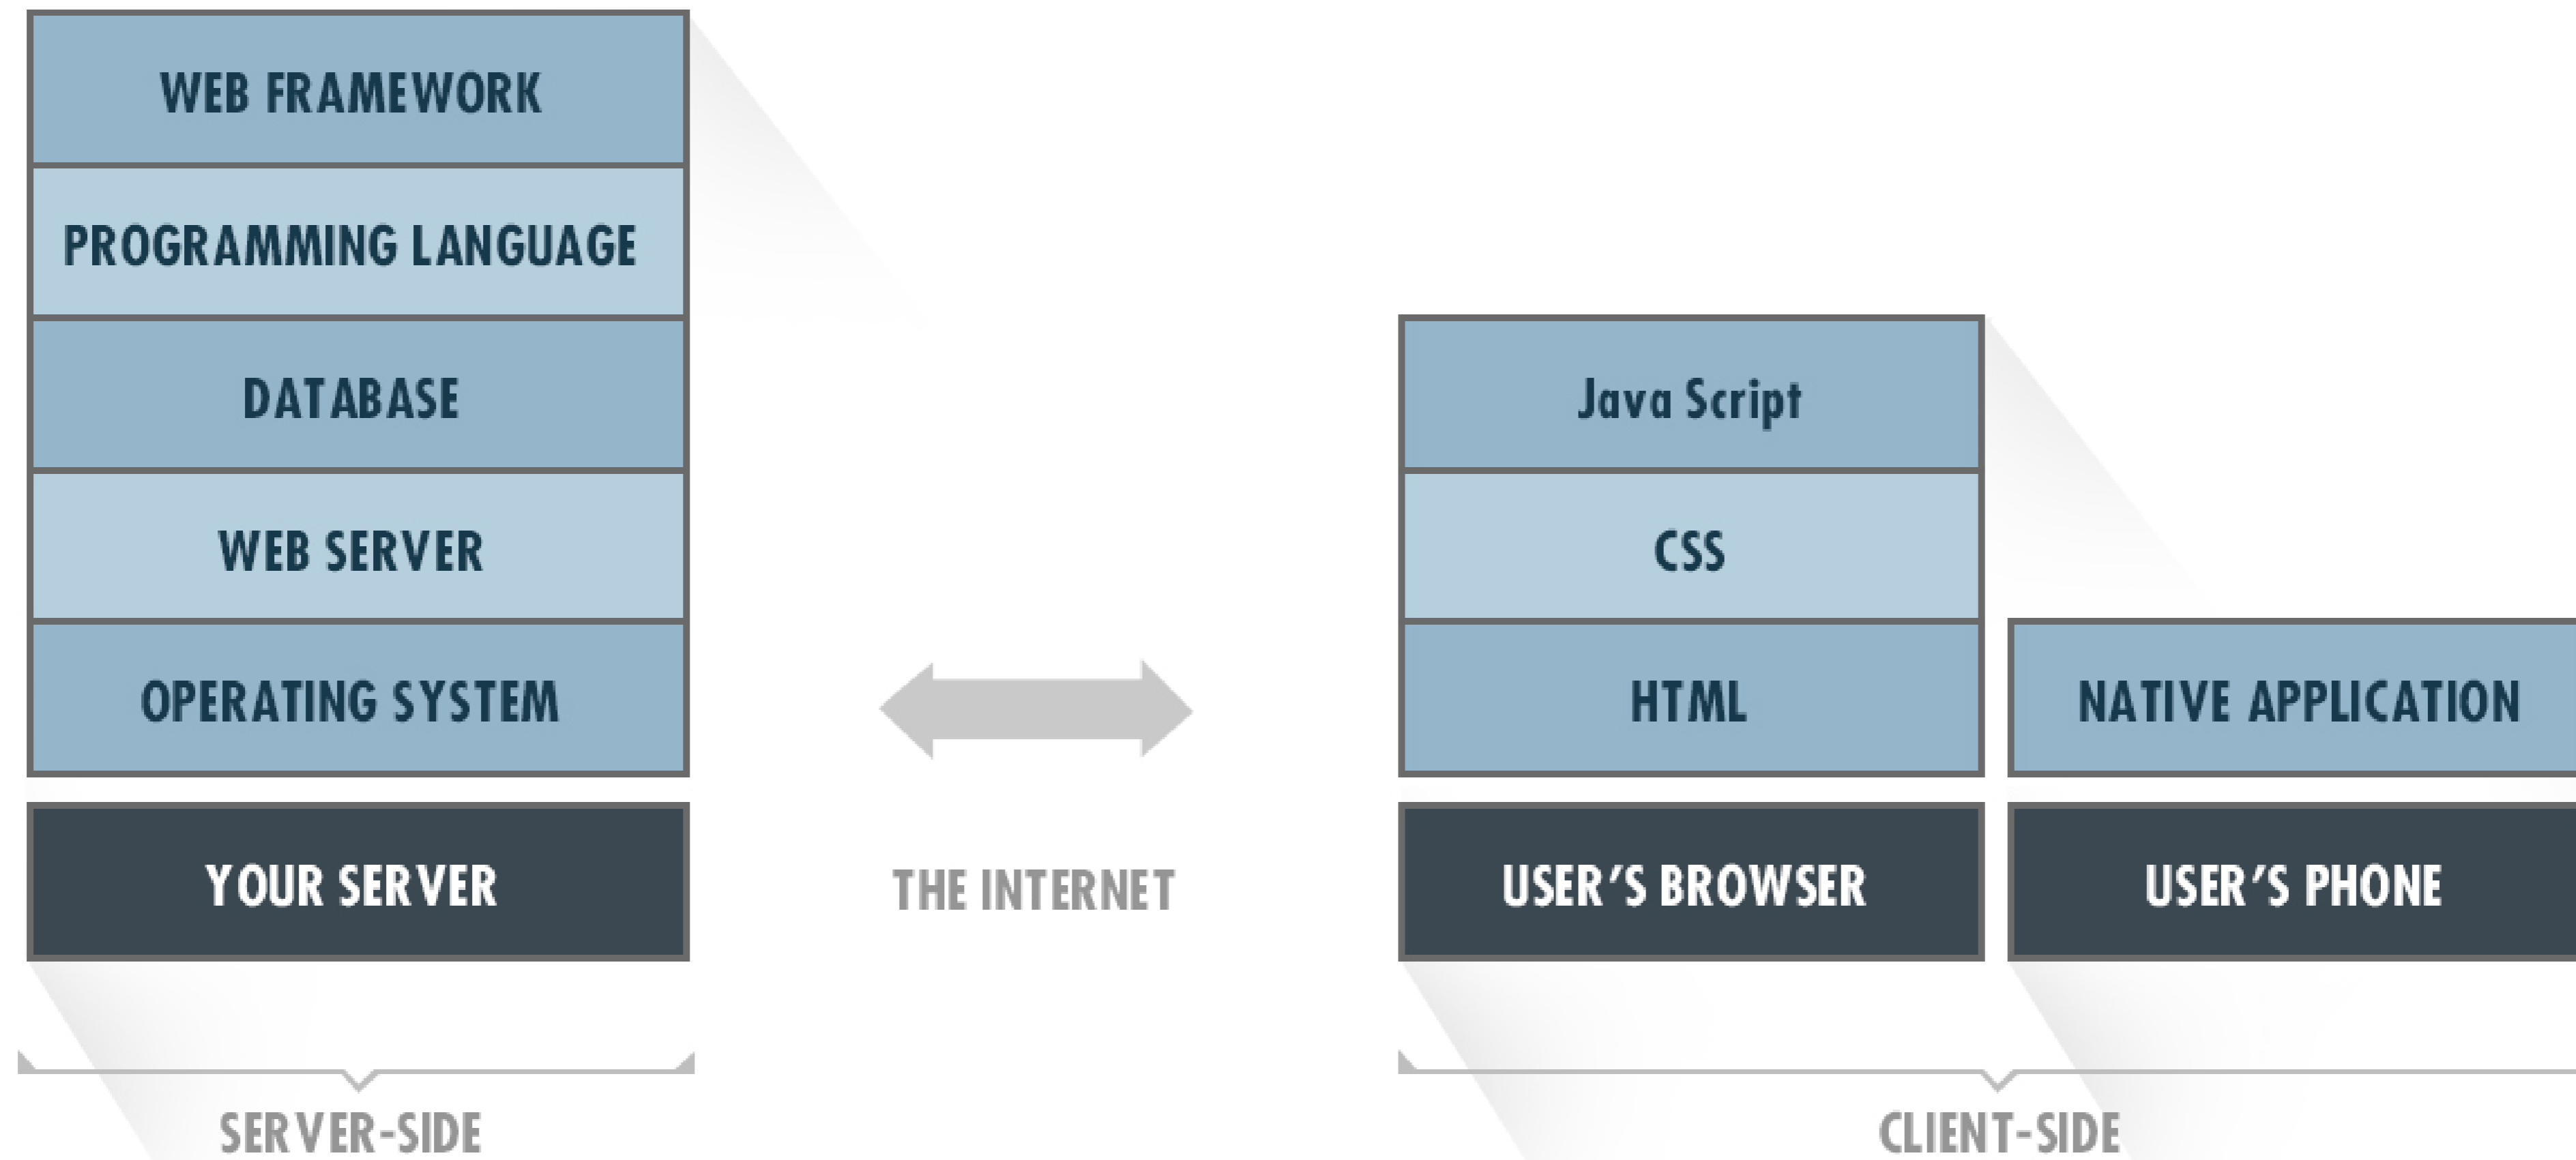 WEB FRAMEWORK
PROGRAMMING LANGUAGE
DATABASE
WEB SERVER
OPERATING SYSTEM
YOUR SERVER
SERVER-SIDE
THE INTERNET
Java Script
CSS
HTML
USER’S BROWSER
NATIVE APPLICATION
USER’S PHONE
CLIENT-SIDE